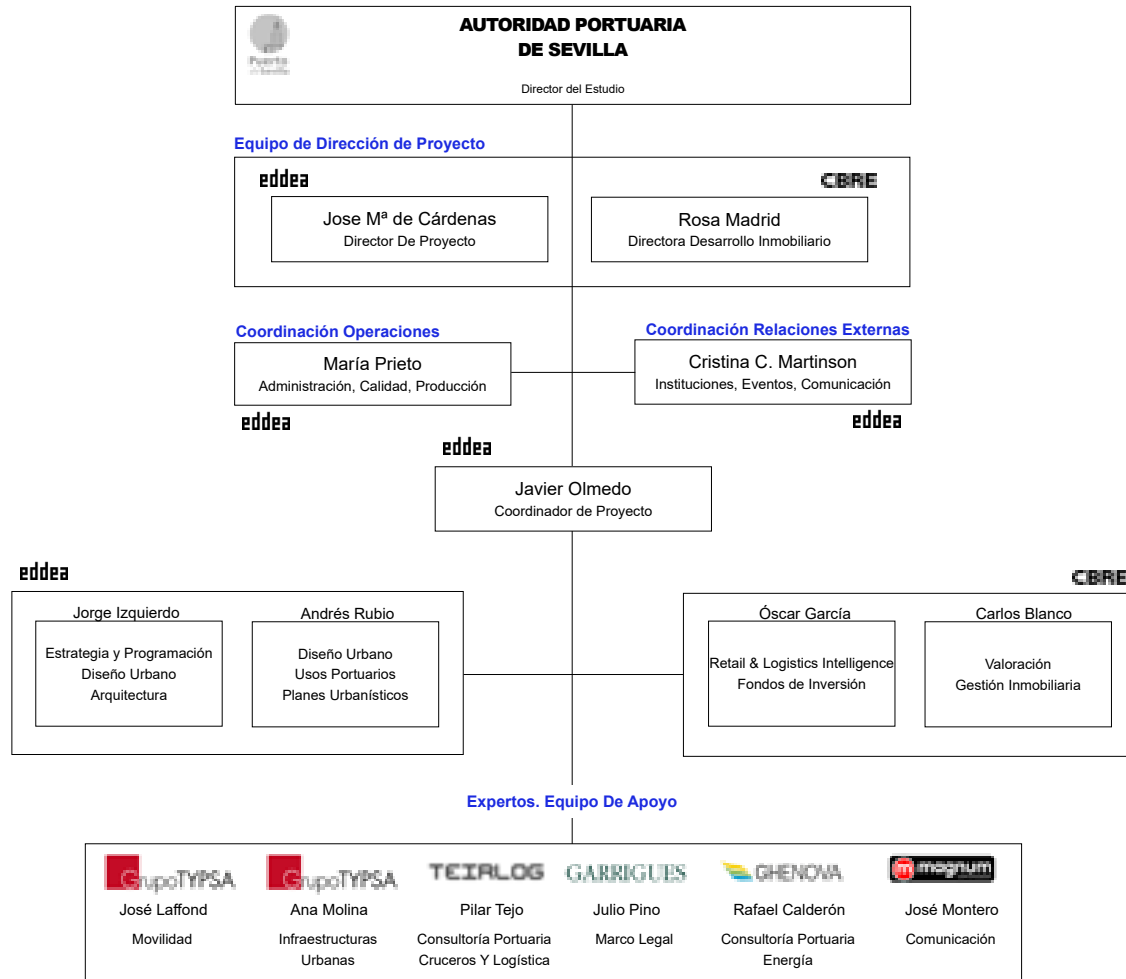 AUTORIDAD PORTUARIA
DE SEVILLA
Puerto
de Sevilla
Director del Estudio
Equipo de Dirección de Proyecto
eddea
CBRE
Jose Mª de Cárdenas
Director De Proyecto
Rosa Madrid
Directora Desarrollo Inmobiliario
Coordinación Operaciones
María Prieto
Administración, Calidad, Producción
eddea
Coordinación Relaciones Externas
Cristina C. Martinson
Instituciones, Eventos, Comunicación
eddea
eddea
Javier Olmedo
Coordinador de Proyecto
eddea
Jorge Izquierdo
Estrategia y Programación
Diseño Urbano
Arquitectura
Andrés Rubio
Diseño Urbano
Usos Portuarios
Planes Urbanísticos
CBRE
Óscar García
Retail & Logistics Intelligence
Fondos de Inversión
Carlos Blanco
Valoración
Gestión Inmobiliaria
Expertos. Equipo De Apoyo
GrupoTYPSA
José Laffond
Movilidad
GrupoTYPSA
Ana Molina
Infraestructuras
Urbanas
TEIRLOG
Pilar Tejo
Consultoría Portuaria
Cruceros Y Logística
GARRIGUES
Julio Pino
Marco Legal
GHENOVA
Rafael Calderón
Consultoría Portuaria
Energía
m magnum
José Montero
Comunicación